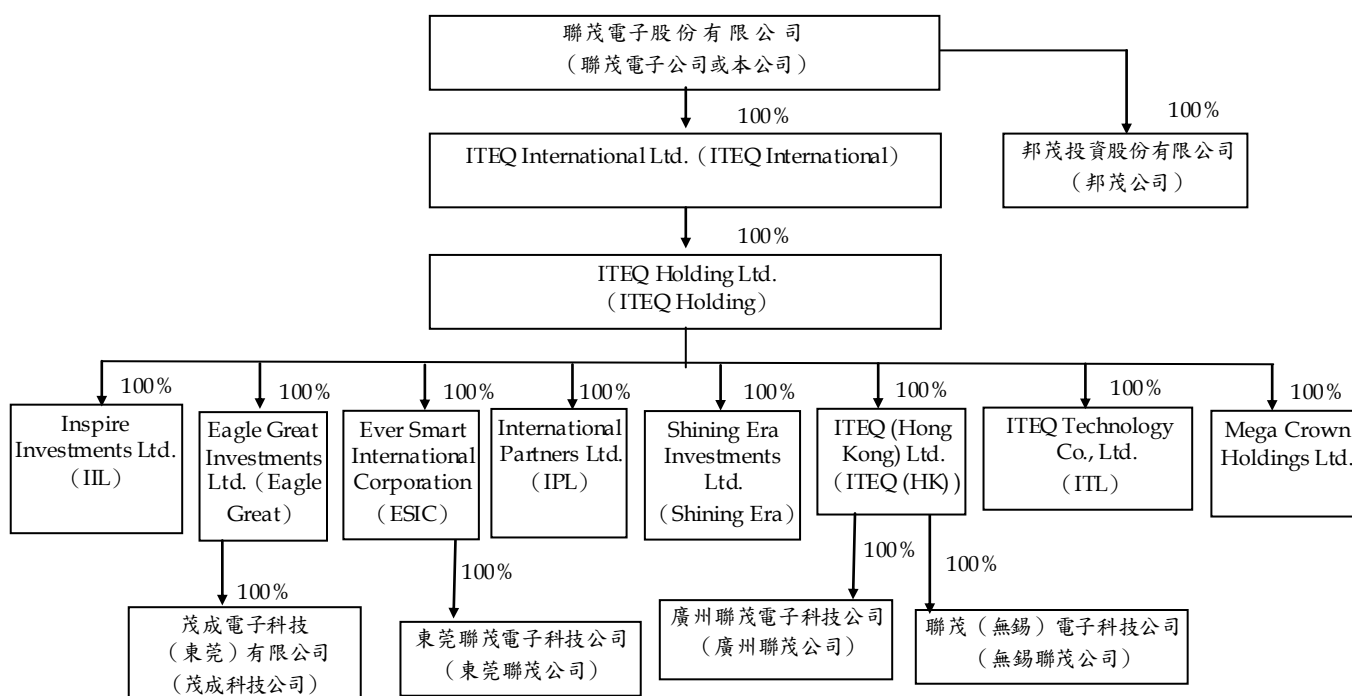 聯茂電子股份有限公司
（聯茂電子公司或本公司）
100%
100%
ITEQ International Ltd.（ITEQ International）
邦茂投資股份有限公司
（邦茂公司）
100%
ITEQ Holding Ltd.
（ITEQ Holding）
100%
100%
100%
100%
100%
100%
100%
100%
Inspire
Investments Ltd.
（IIL）
Eagle Great
Investments
Ltd.（Eagle
Great）
Ever Smart
International
Corporation
（ESIC）
International
Partners Ltd.
（IPL）
Shining Era
Investments
Ltd.
（Shining Era）
ITEQ (Hong
Kong) Ltd.
（ITEQ (HK)）
ITEQ Technology
Co., Ltd.
（ITL）
Mega Crown
Holdings Ltd.
100%
100%
100%
100%
茂成電子科技
（東莞）有限公司
（茂成科技公司）
東莞聯茂電子科技公司
（東莞聯茂公司）
廣州聯茂電子科技公司
（廣州聯茂公司）
聯茂（無錫）電子科技公司
（無錫聯茂公司）